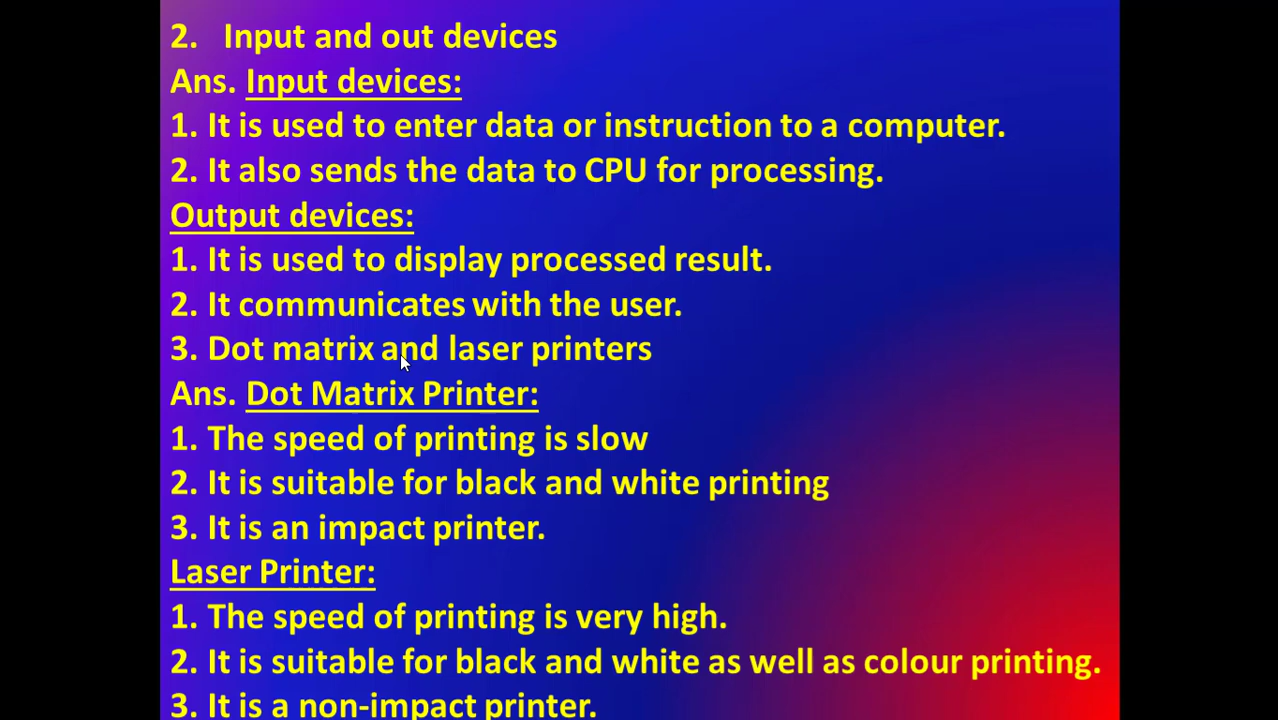 2. Input and out devices
Ans. Input devices:
1. It is used to enter data or instruction to a computer.
2. It also sends the data to CPU for processing.
Output devices:
1. It is used to display processed result.
2. It communicates with the user.
3. Dot matrix and laser printers
Ans. Dot Matrix Printer:
1. The speed of printing is slow
2. It is suitable for black and white printing
3. It is an impact printer.
Laser Printer:
1. The speed of printing is very high.
2. It is suitable for black and white as well as colour printing.
3. It is a non-impact printer.